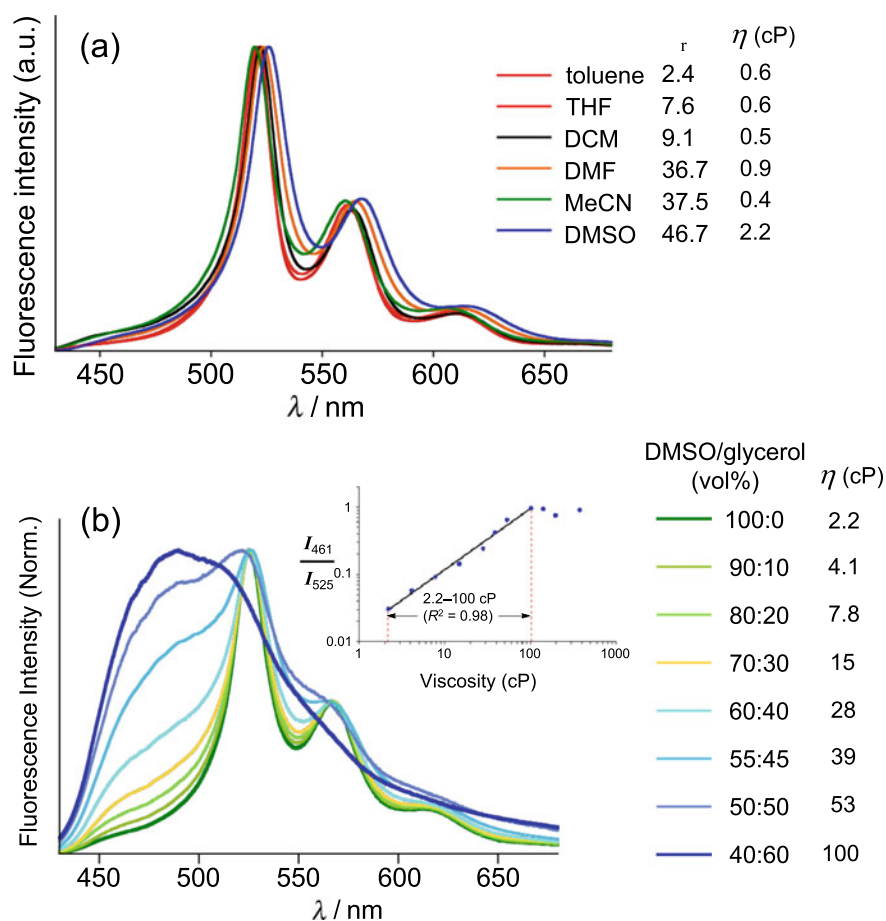 (a)
Fluorescence intensity (a.u.)
r η (cP)
toluene 2.4 0.6
THF 7.6 0.6
DCM 9.1 0.5
DMF 36.7 0.9
MeCN 37.5 0.4
DMSO 46.7 2.2
450 500 550 600 650
λ / nm
(b)
Fluorescence Intensity (Norm.)
I461
I525
1
0.1
0.01
2.2–100 cP
(R² = 0.98)
1 10 100 1000
Viscosity (cP)
450 500 550 600 650
λ / nm
DMSO/glycerol
(vol%) η (cP)
100:0 2.2
90:10 4.1
80:20 7.8
70:30 15
60:40 28
55:45 39
50:50 53
40:60 100